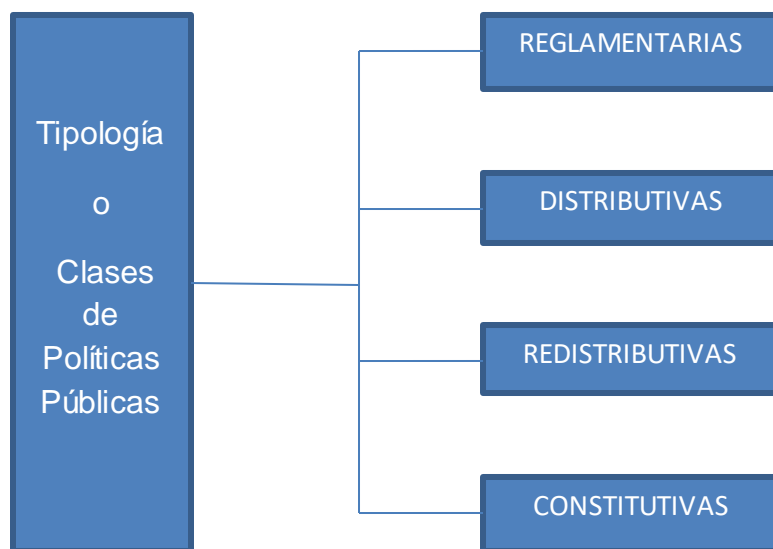 Tipología
o
Clases
de
Políticas
Públicas
REGLAMENTARIAS
DISTRIBUTIVAS
REDISTRIBUTIVAS
CONSTITUTIVAS